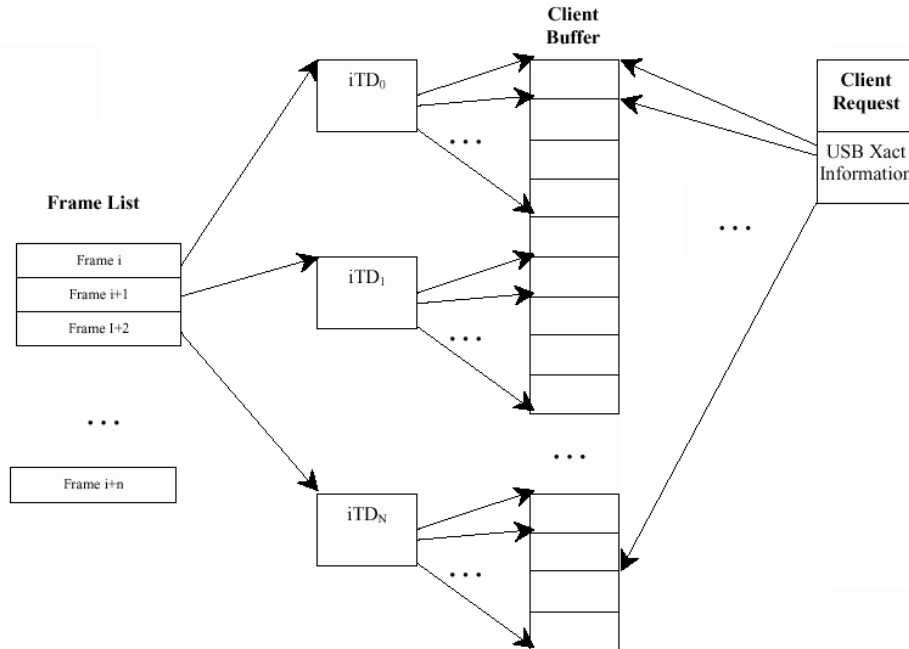 Client
Buffer
Client
Request
USB Xact
Information
Frame List
Frame i
Frame i+1
Frame I+2
...
Frame i+n
iTD0
...
iTD1
...
iTDN
...
...
...